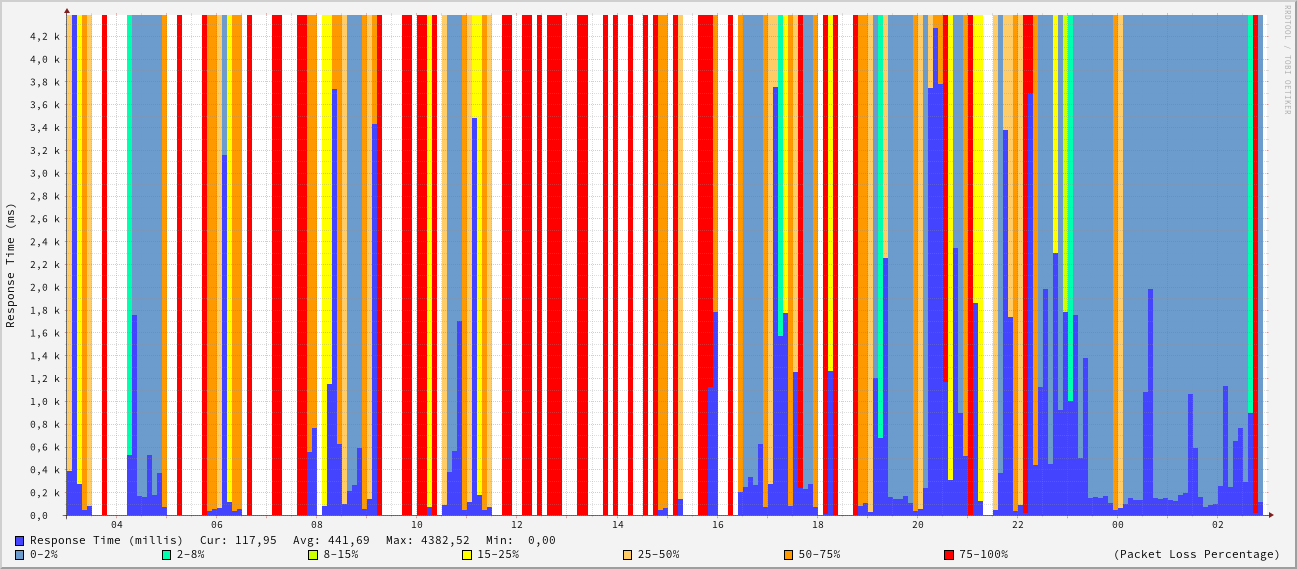 RRDTOOL / TOBI OETIKER
Response Time (ms)
4,2 k
4,0 k
3,8 k
3,6 k
3,4 k
3,2 k
3,0 k
2,8 k
2,6 k
2,4 k
2,2 k
2,0 k
1,8 k
1,6 k
1,4 k
1,2 k
1,0 k
0,8 k
0,6 k
0,4 k
0,2 k
0,0
04 06 08 10 12 14 16 18 20 22 00 02
Response Time (millis) Cur: 117,95 Avg: 441,69 Max: 4382,52 Min: 0,00
0-2% 2-8% 8-15% 15-25% 25-50% 50-75% 75-100% (Packet Loss Percentage)